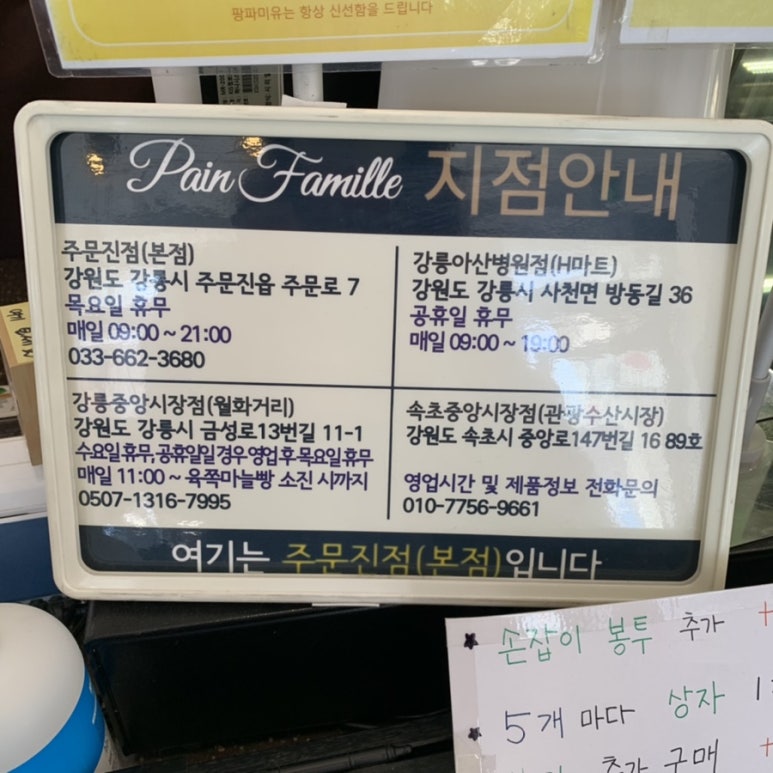 팡파미유는 항상 신선함을 드립니다
Pain Famille 지점안내
주문진점(본점)
강원도 강릉시 주문진읍 주문로 7
목요일 휴무
매일 09:00 ~ 21:00
033-662-3680
강릉아산병원점(H마트)
강원도 강릉시 사천면 방동길 36
공휴일 휴무
매일 09:00 ~ 19:00
강릉중앙시장점(월화거리)
강원도 강릉시 금성로13번길 11-1
수요일휴무, 공휴일일경우 영업후 목요일휴무
매일 11:00 ~ 육쪽마늘빵 소진 시까지
0507-1316-7995
속초중앙시장점(관광수산시장)
강원도 속초시 중앙로147번길 16 89호
영업시간 및 제품정보 전화문의
010-7756-9661
여기는 주문진점(본점)입니다
손잡이 봉투 추가 +
5개 마다 상자 1
추가 구매 +